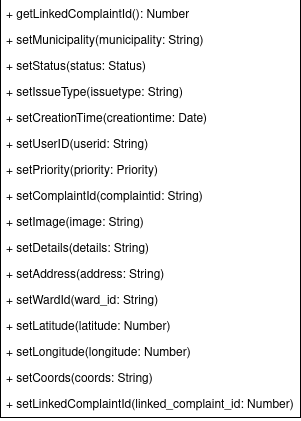 + getLinkedComplaintId(): Number
+ setMunicipality(municipality: String)
+ setStatus(status: Status)
+ setIssueType(issuetype: String)
+ setCreationTime(creationtime: Date)
+ setUserID(userid: String)
+ setPriority(priority: Priority)
+ setComplaintId(complaintid: String)
+ setImage(image: String)
+ setDetails(details: String)
+ setAddress(address: String)
+ setWardId(ward_id: String)
+ setLatitude(latitude: Number)
+ setLongitude(longitude: Number)
+ setCoords(coords: String)
+ setLinkedComplaintId(linked_complaint_id: Number)